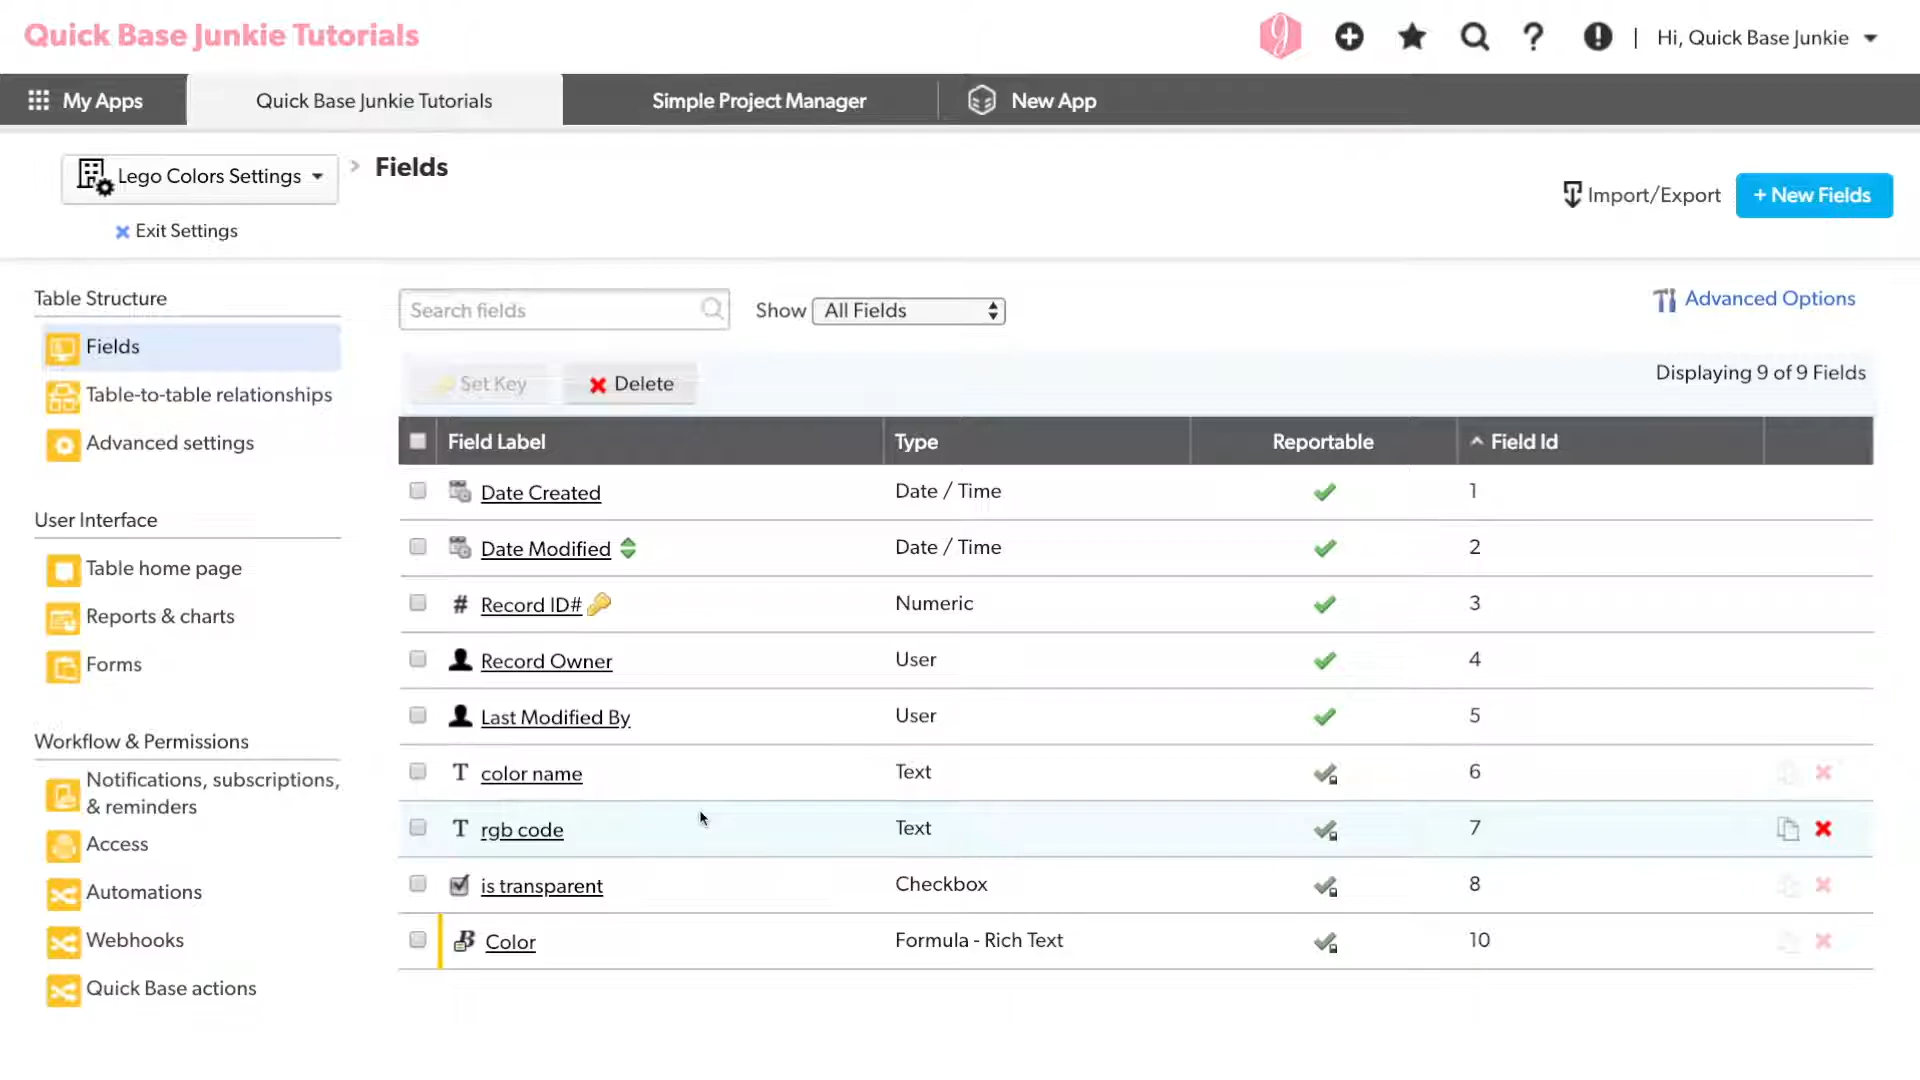 Quick Base Junkie Tutorials
Hi, Quick Base Junkie
My Apps
Quick Base Junkie Tutorials
Simple Project Manager
New App
Lego Colors Settings
> Fields
Exit Settings
Import/Export
+ New Fields
Table Structure
Fields
Table-to-table relationships
Advanced settings
User Interface
Table home page
Reports & charts
Forms
Workflow & Permissions
Notifications, subscriptions,
& reminders
Access
Automations
Webhooks
Quick Base actions
Search fields
Show All Fields
Advanced Options
Set Key
Delete
Displaying 9 of 9 Fields
Field Label Type Reportable Field Id
Date Created Date / Time 1
Date Modified Date / Time 2
# Record ID# Numeric 3
Record Owner User 4
Last Modified By User 5
T color name Text 6
T rgb code Text 7
is transparent Checkbox 8
Color Formula - Rich Text 10